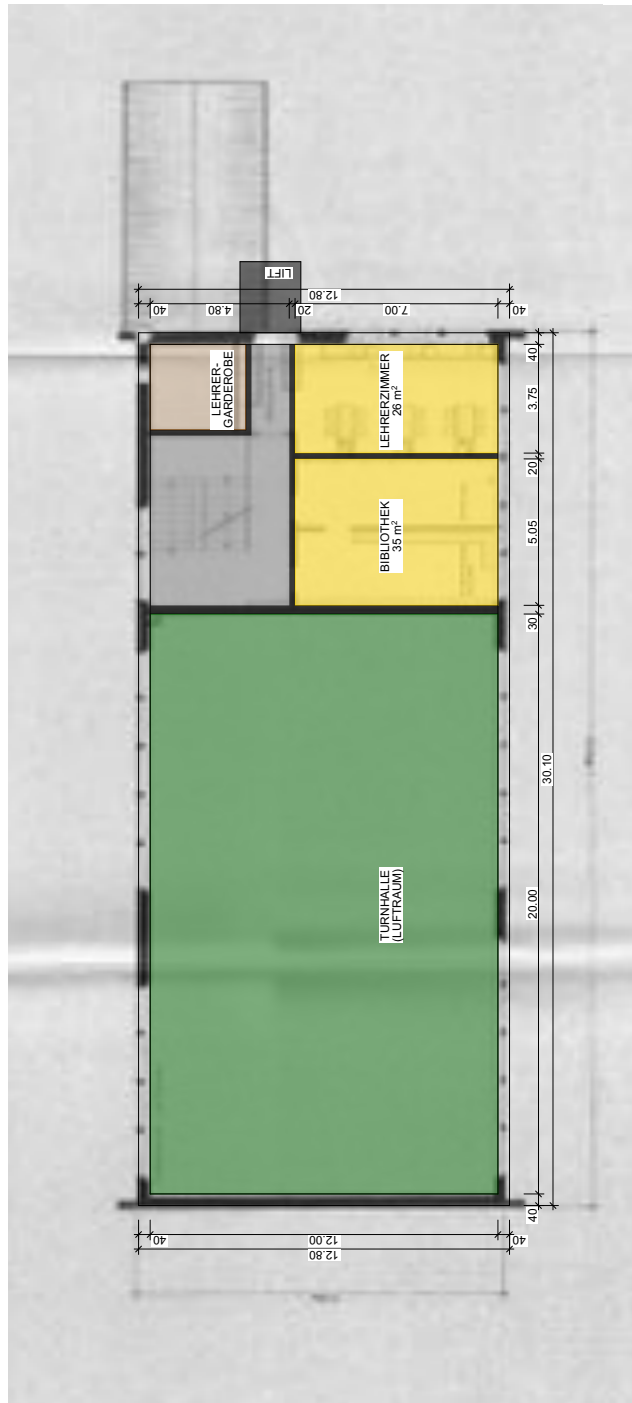 LIFT
12.80
40
4.80
20
7.00
40
LEHRER-
GARDEROBE
LEHRERZIMMER
26 m²
BIBLIOTHEK
35 m²
40
3.75
20
5.05
30
20.00
40
30.10
TURNHALLE
(LUFTRAUM)
40
12.00
40
12.80